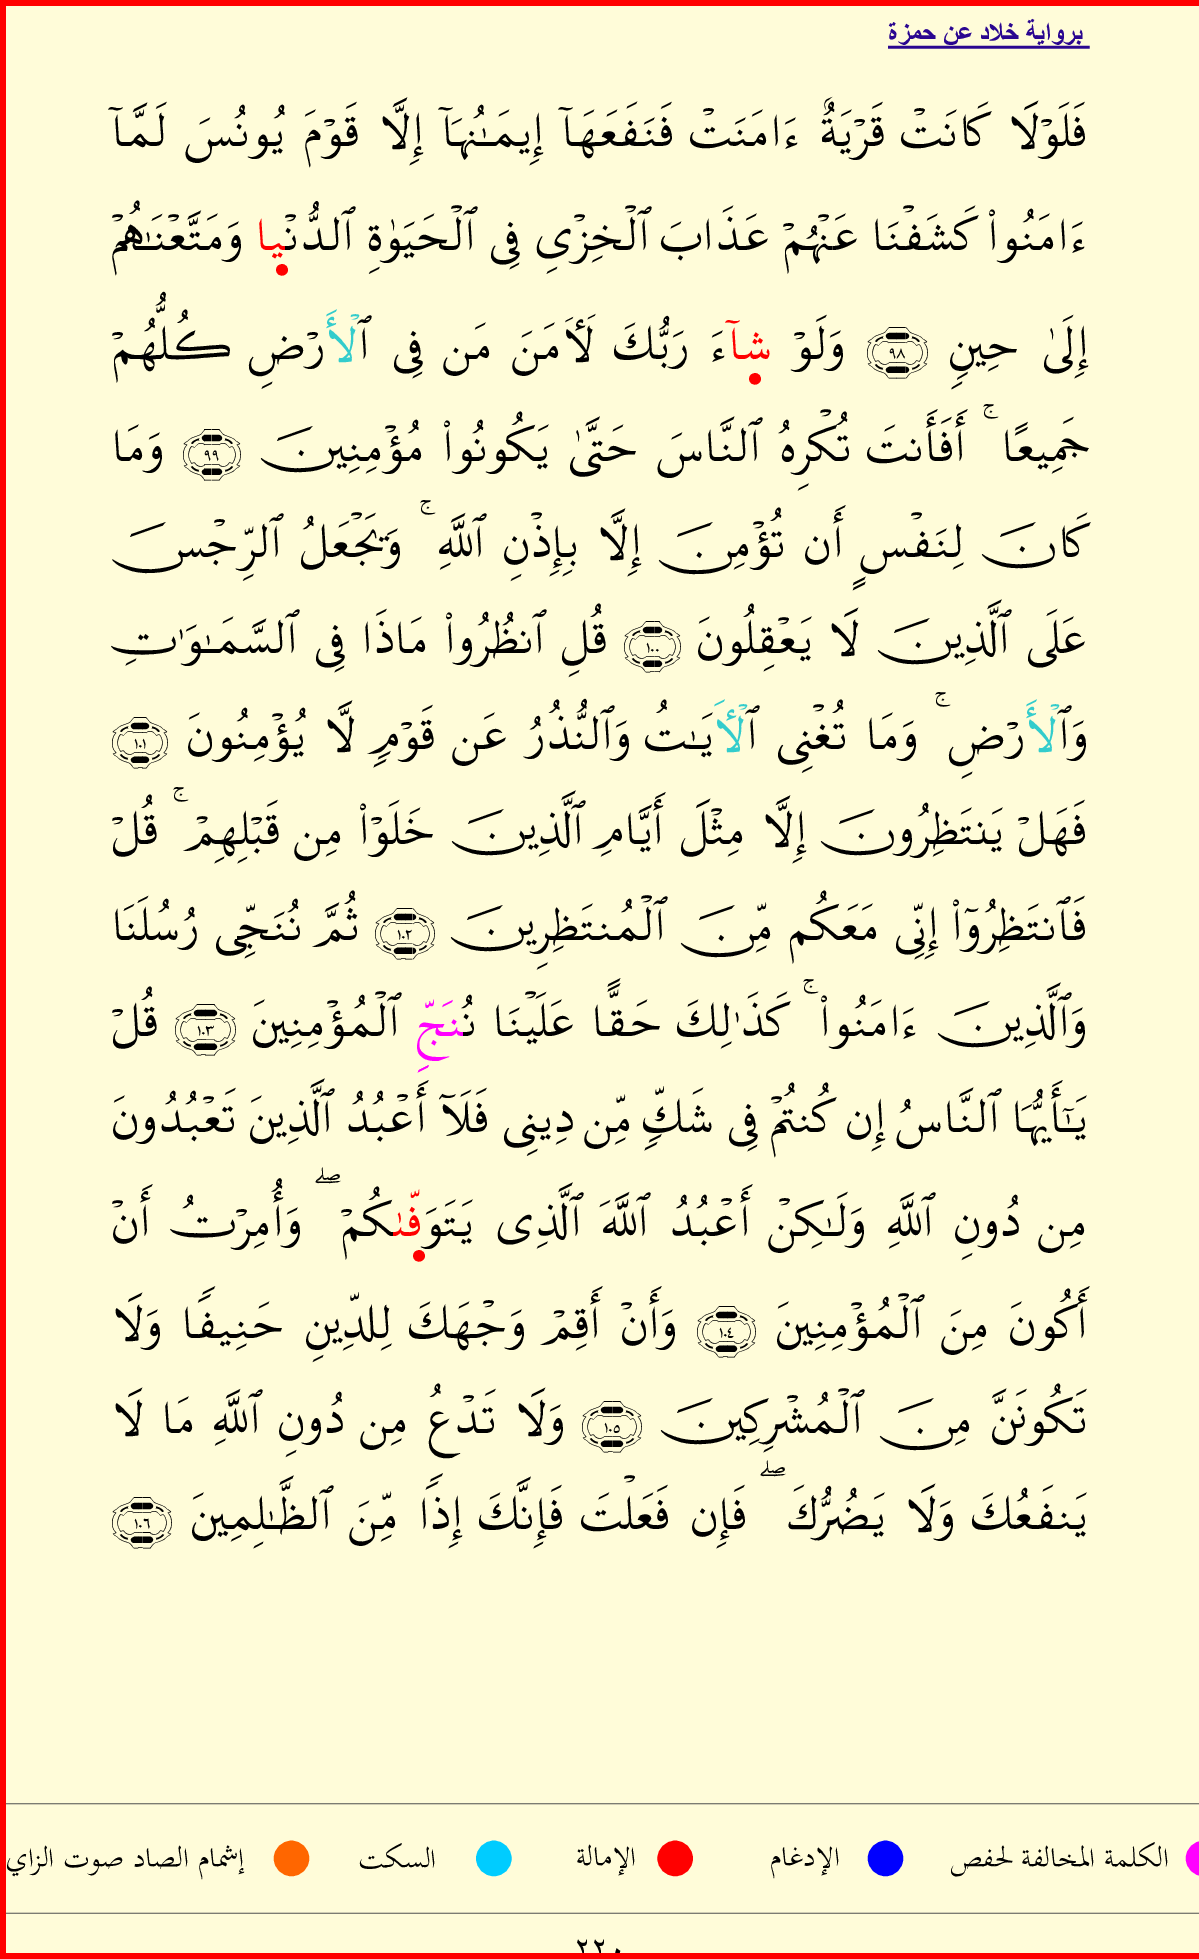 برواية خلاد عن حمزة
فَلَوْلَا كَانَتْ قَرْيَةٌ ءَامَنَتْ فَنَفَعَهَآ إِيمَـٰنُهَآ إِلَّا قَوْمَ يُونُسَ لَمَّآ
ءَامَنُوا۟ كَشَفْنَا عَنْهُمْ عَذَابَ ٱلْخِزْىِ فِى ٱلْحَيَوٰةِ ٱلدُّنْيا وَمَتَّعْنَـٰهُمْ
إِلَىٰ حِينٍ ٩٨ وَلَوْ شآءَ رَبُّكَ لَـَٔامَنَ مَن فِى ٱلْأَرْضِ كُلُّهُمْ
جَمِيعًا ۚ أَفَأَنتَ تُكْرِهُ ٱلنَّاسَ حَتَّىٰ يَكُونُوا۟ مُؤْمِنِينَ ٩٩ وَمَا
كَانَ لِنَفْسٍ أَن تُؤْمِنَ إِلَّا بِإِذْنِ ٱللَّهِ ۚ وَيَجْعَلُ ٱلرِّجْسَ
عَلَى ٱلَّذِينَ لَا يَعْقِلُونَ ١٠٠ قُلِ ٱنظُرُوا۟ مَاذَا فِى ٱلسَّمَـٰوَٰتِ
وَٱلْأَرْضِ ۚ وَمَا تُغْنِى ٱلْـَٔايَـٰتُ وَٱلنُّذُرُ عَن قَوْمٍ لَّا يُؤْمِنُونَ ١٠١
فَهَلْ يَنتَظِرُونَ إِلَّا مِثْلَ أَيَّامِ ٱلَّذِينَ خَلَوْا۟ مِن قَبْلِهِمْ ۚ قُلْ
فَٱنتَظِرُوٓا۟ إِنِّى مَعَكُم مِّنَ ٱلْمُنتَظِرِينَ ١٠٢ ثُمَّ نُنَجِّى رُسُلَنَا
وَٱلَّذِينَ ءَامَنُوا۟ ۚ كَذَٰلِكَ حَقًّا عَلَيْنَا نُنَجِّ ٱلْمُؤْمِنِينَ ١٠٣ قُلْ
يَـٰٓأَيُّهَا ٱلنَّاسُ إِن كُنتُمْ فِى شَكٍّ مِّن دِينِى فَلَآ أَعْبُدُ ٱلَّذِينَ تَعْبُدُونَ
مِن دُونِ ٱللَّهِ وَلَـٰكِنْ أَعْبُدُ ٱللَّهَ ٱلَّذِى يَتَوَفّىٰكُمْ ۖ وَأُمِرْتُ أَنْ
أَكُونَ مِنَ ٱلْمُؤْمِنِينَ ١٠٤ وَأَنْ أَقِمْ وَجْهَكَ لِلدِّينِ حَنِيفًا وَلَا
تَكُونَنَّ مِنَ ٱلْمُشْرِكِينَ ١٠٥ وَلَا تَدْعُ مِن دُونِ ٱللَّهِ مَا لَا
يَنفَعُكَ وَلَا يَضُرُّكَ ۖ فَإِن فَعَلْتَ فَإِنَّكَ إِذًا مِّنَ ٱلظَّـٰلِمِينَ ١٠٦
الكلمة المخالفة لحفص الإدغام الإمالة السكت إشمام الصاد صوت الزاي
٢٢٠